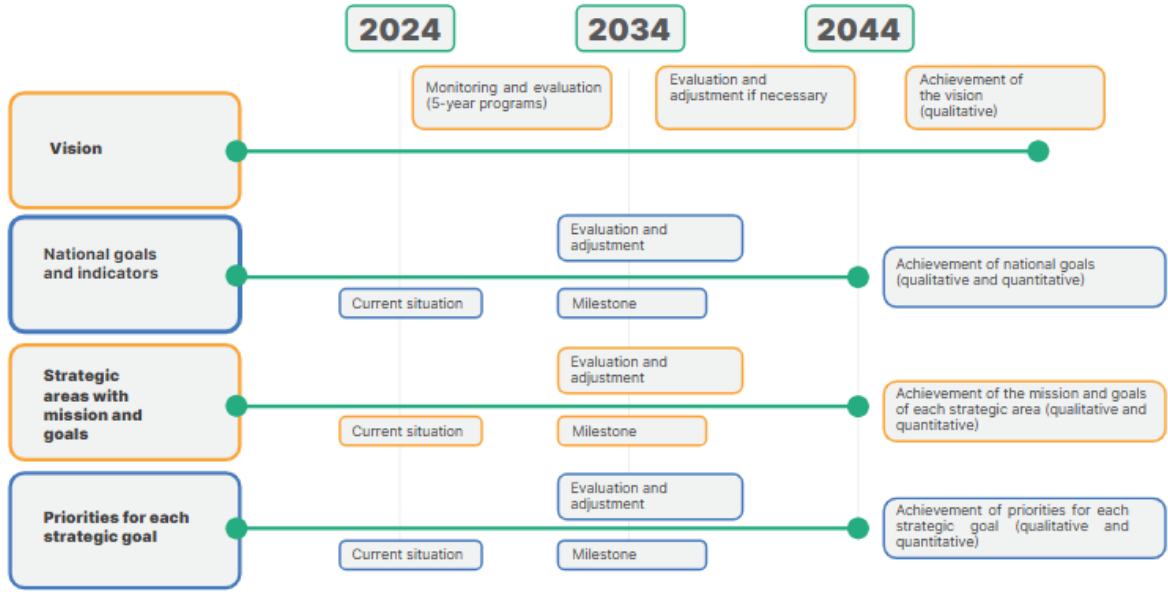 2024
2034
2044
Monitoring and evaluation
(5-year programs)
Evaluation and
adjustment if necessary
Achievement of
the vision
(qualitative)
Vision
National goals
and indicators
Evaluation and
adjustment
Current situation
Milestone
Achievement of national goals
(qualitative and quantitative)
Strategic
areas with
mission and
goals
Evaluation and
adjustment
Current situation
Milestone
Achievement of the mission and goals
of each strategic area (qualitative and
quantitative)
Priorities for each
strategic goal
Evaluation and
adjustment
Current situation
Milestone
Achievement of priorities for each
strategic goal (qualitative and
quantitative)